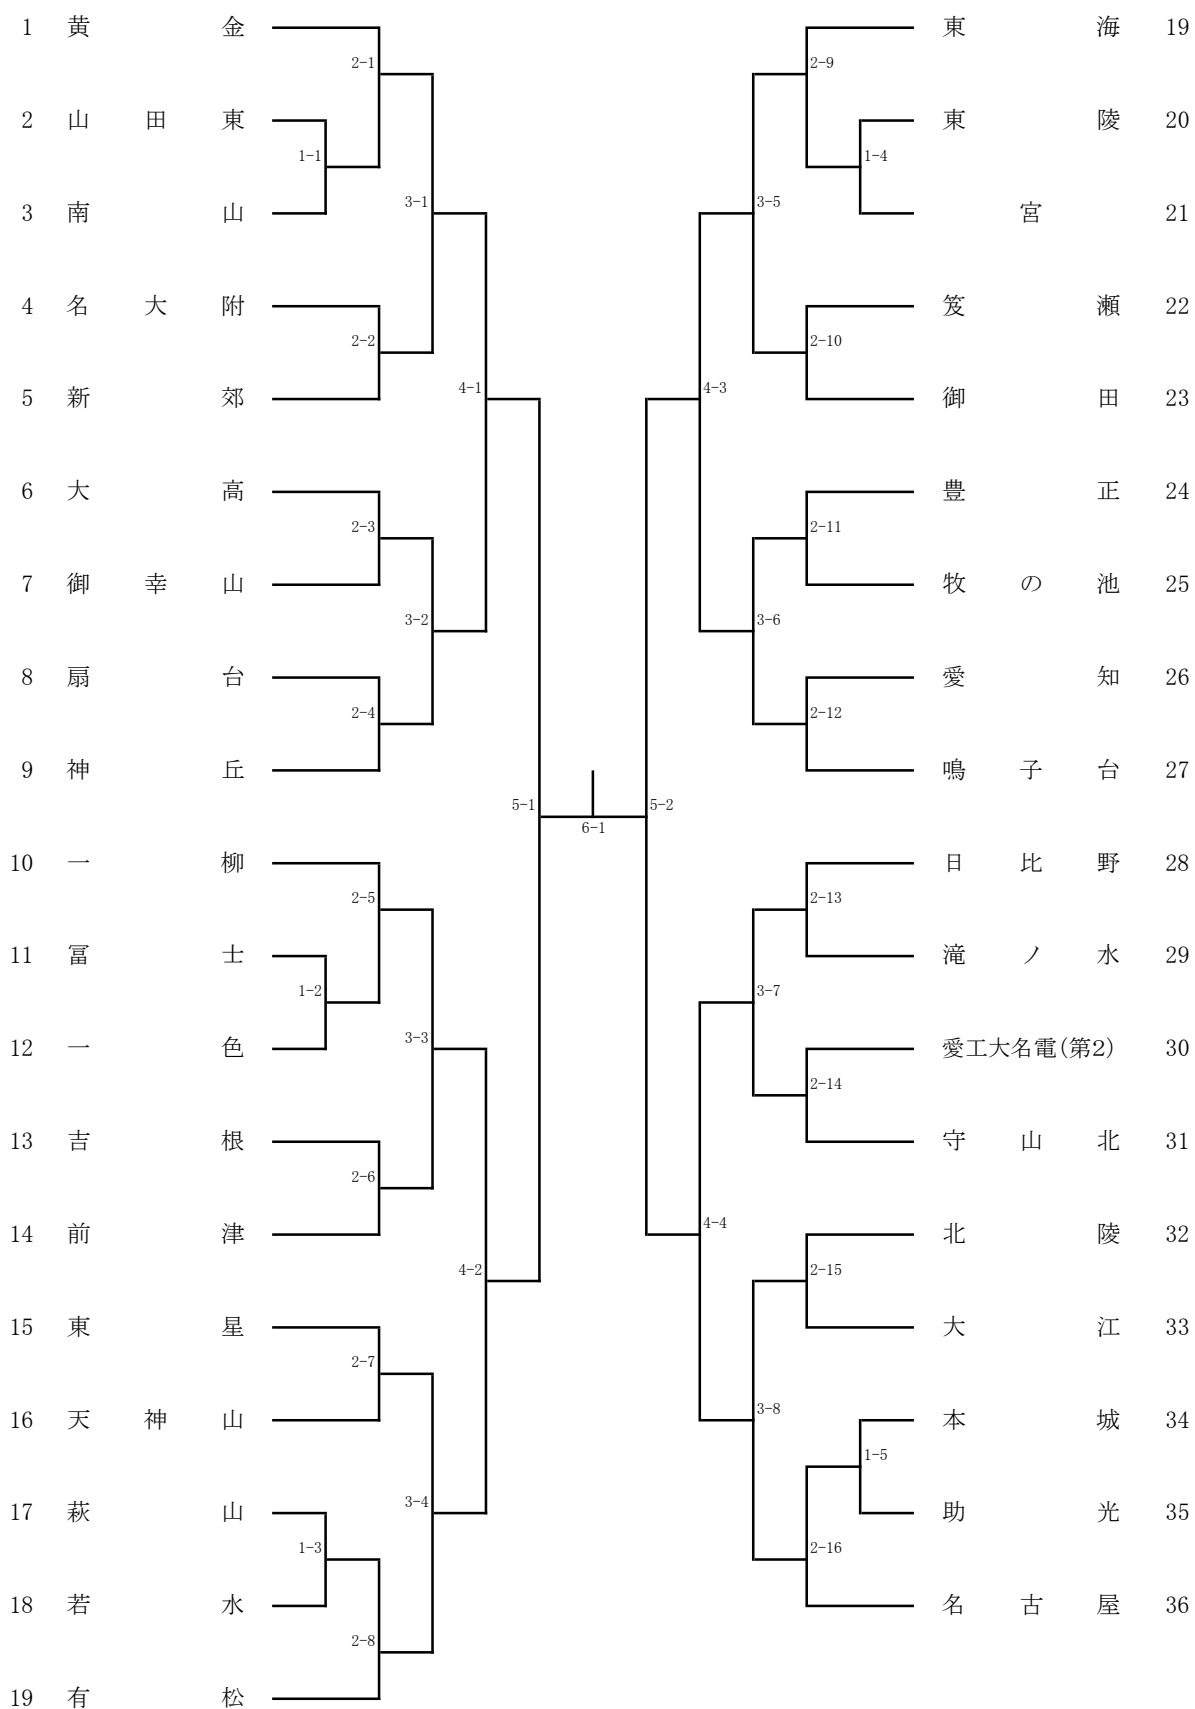 1 黄金
2-1
2 山田東
1-1
3 南山
3-1
4 名大附
2-2
5 新郊
4-1
6 大高
2-3
7 御幸山
3-2
8 扇台
2-4
9 神丘
5-1
10 一柳
2-5
11 冨士
1-2
12 一色
3-3
13 吉根
2-6
14 前津
4-2
15 東星
2-7
16 天神山
3-4
17 萩山
1-3
18 若水
2-8
19 有松
6-1
東海 19
2-9
東陵 20
1-4
宮 21
3-5
笈瀬 22
2-10
御田 23
4-3
豊正 24
2-11
牧の池 25
3-6
愛知 26
2-12
鳴子台 27
5-2
日比野 28
2-13
滝ノ水 29
3-7
愛工大名電(第2) 30
2-14
守山北 31
4-4
北陵 32
2-15
大江 33
3-8
本城 34
1-5
助光 35
2-16
名古屋 36